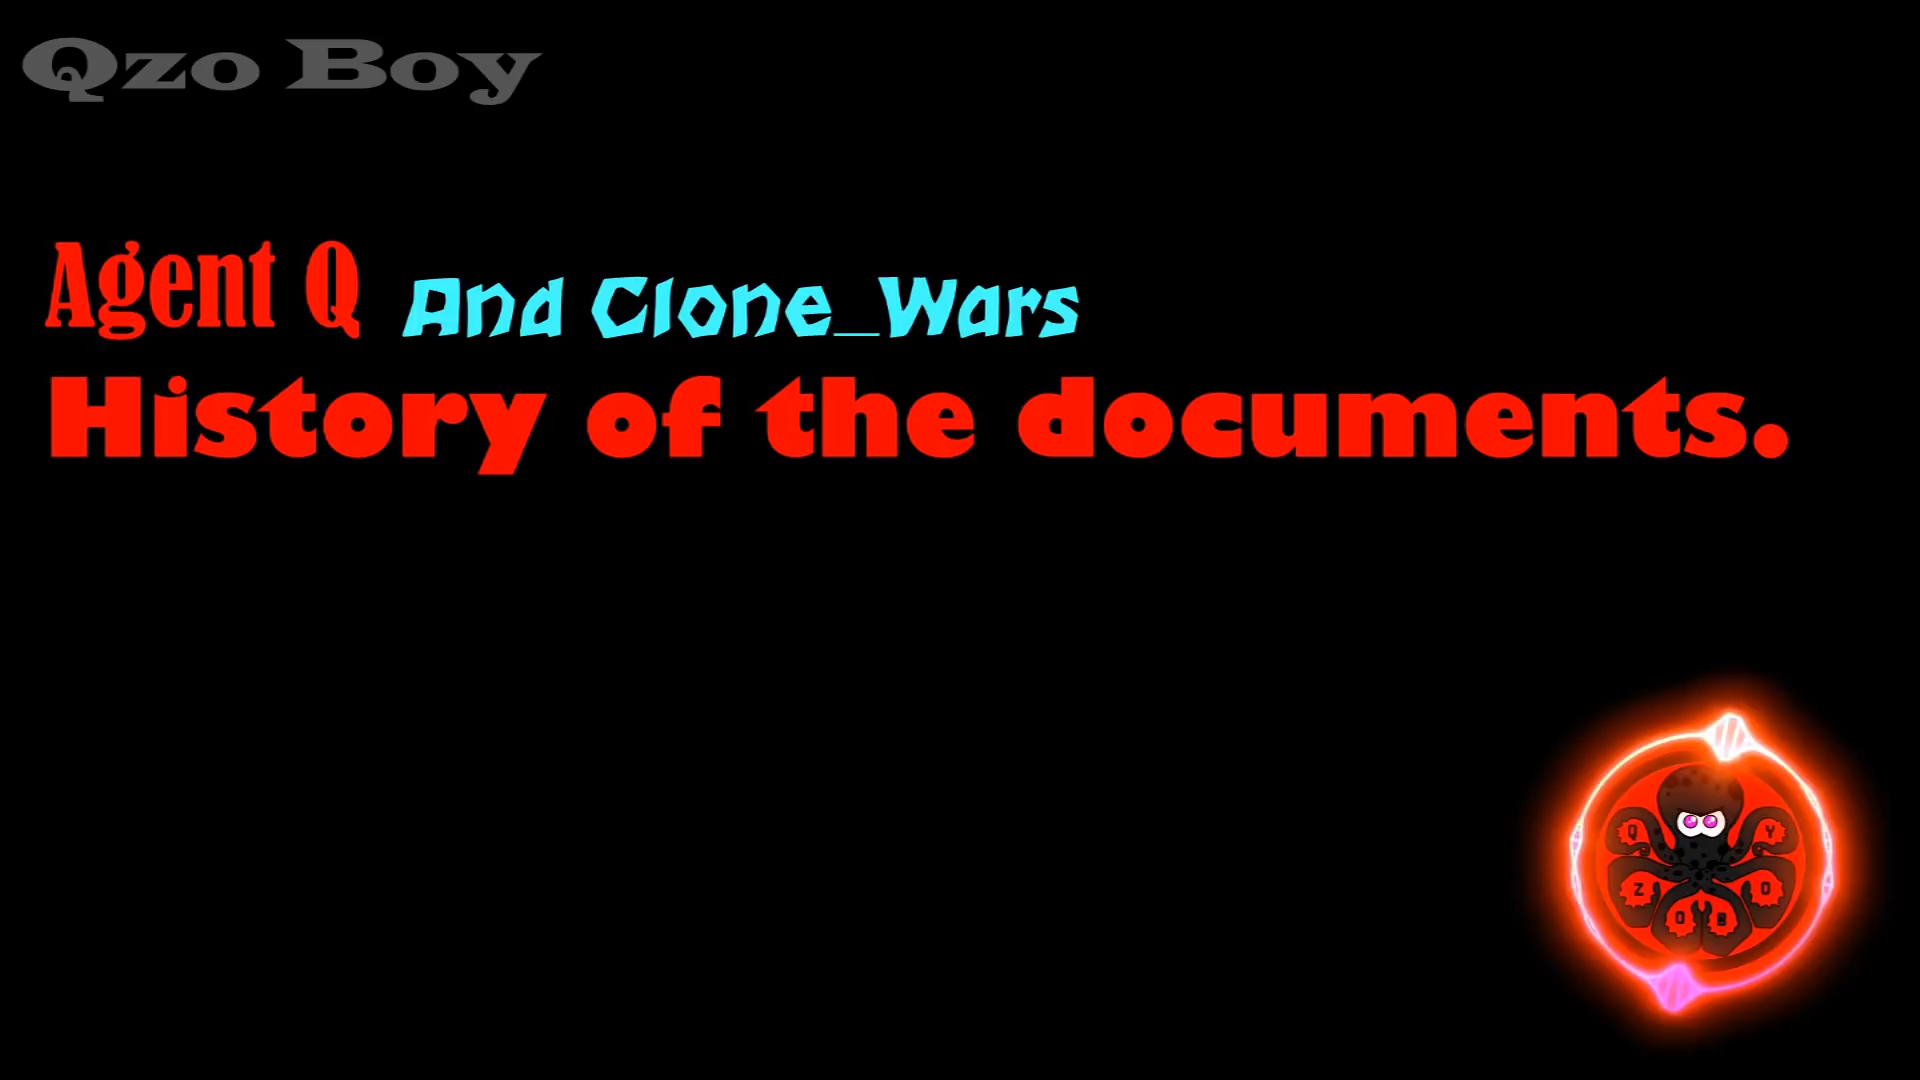 Qzo Boy
Agent Q And Clone_Wars
History of the documents.
Q Y
Z O
O B